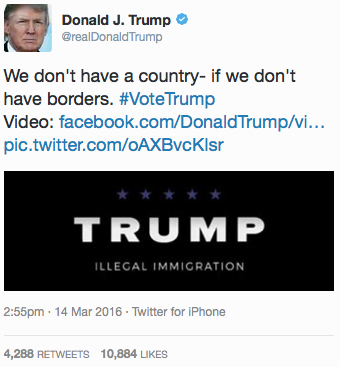 Donald J. Trump
@realDonaldTrump
We don't have a country- if we don't
have borders. #VoteTrump
Video: facebook.com/DonaldTrump/vi…
pic.twitter.com/oAXBvcKlsr
TRUMP
ILLEGAL IMMIGRATION
2:55pm · 14 Mar 2016 · Twitter for iPhone
4,288 RETWEETS 10,884 LIKES